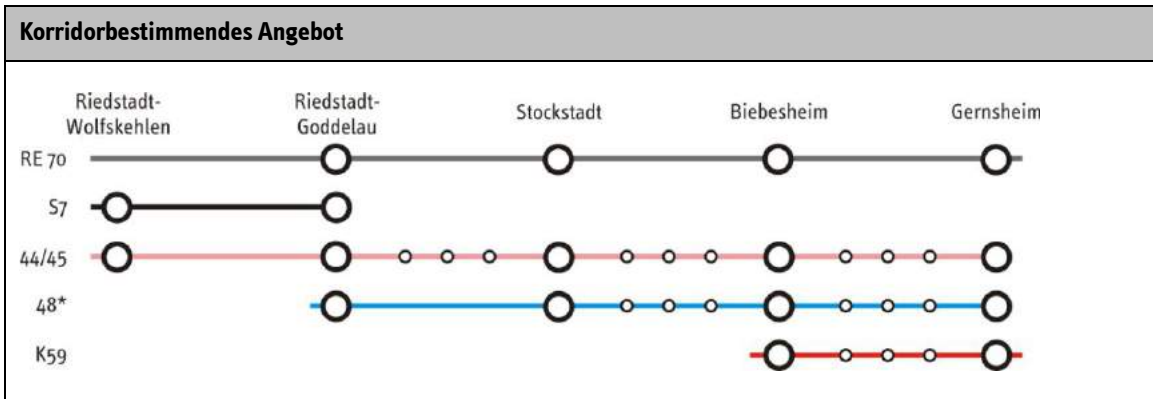 Korridorbestimmendes Angebot
Riedstadt-
Wolfskehlen
Riedstadt-
Goddelau
Stockstadt
Biebesheim
Gernsheim
RE 70
S7
44/45
48*
K59